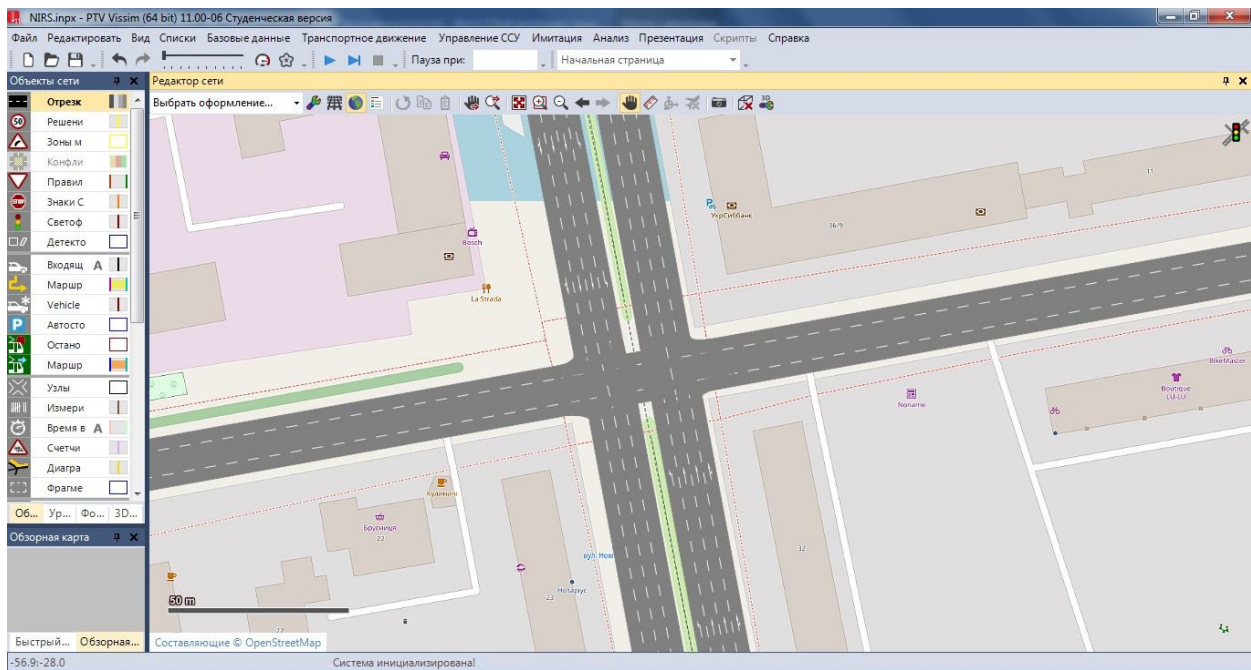 NIRS.inpx - PTV Vissim (64 bit) 11.00-06 Студенческая версия
Файл Редактировать Вид Списки Базовые данные Транспортное движение Управление ССУ Имитация Анализ Презентация Скрипты Справка
Пауза при: Начальная страница
Объекты сети Редактор сети
Выбрать оформление...
Отрезк
50 Решени
Зоны м
Конфли
Правил
STOP Знаки С
Светоф
Детекто
Входящ A
Маршр
Vehicle
P Автосто
Остано
Маршр
Узлы
Измери
Время в A
Счетчи
Диагра
Фрагме
Об... Ур... Фо... 3D...
Обзорная карта
Быстрый... Обзорная...
11
УкрСиббанк
36/9
Bosch
La Strada
BikeMaster
Boutique
LU-LU
Noname
Брусниця
22
32
Нотаріус
23
22
50 m
Составляющие © OpenStreetMap
-56.9:-28.0 Система инициализирована!